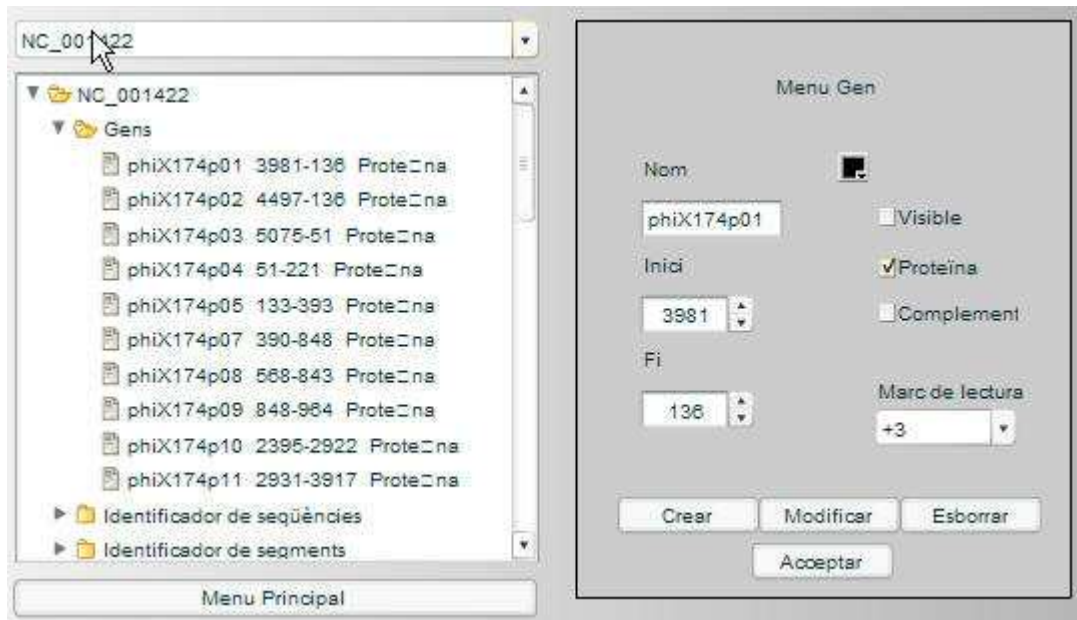 NC_001422
NC_001422
Gens
phiX174p01 3981-136 Prote□na
phiX174p02 4497-136 Prote□na
phiX174p03 5075-51 Prote□na
phiX174p04 51-221 Prote□na
phiX174p05 133-393 Prote□na
phiX174p07 390-848 Prote□na
phiX174p08 568-843 Prote□na
phiX174p09 848-964 Prote□na
phiX174p10 2395-2922 Prote□na
phiX174p11 2931-3917 Prote□na
Identificador de seqüències
Identificador de segments
Menu Principal
Menu Gen
Nom
phiX174p01
Visible
Inici
Proteïna
3981
Complement
Fi
136
Marc de lectura
+3
Crear
Modificar
Esborrar
Acceptar